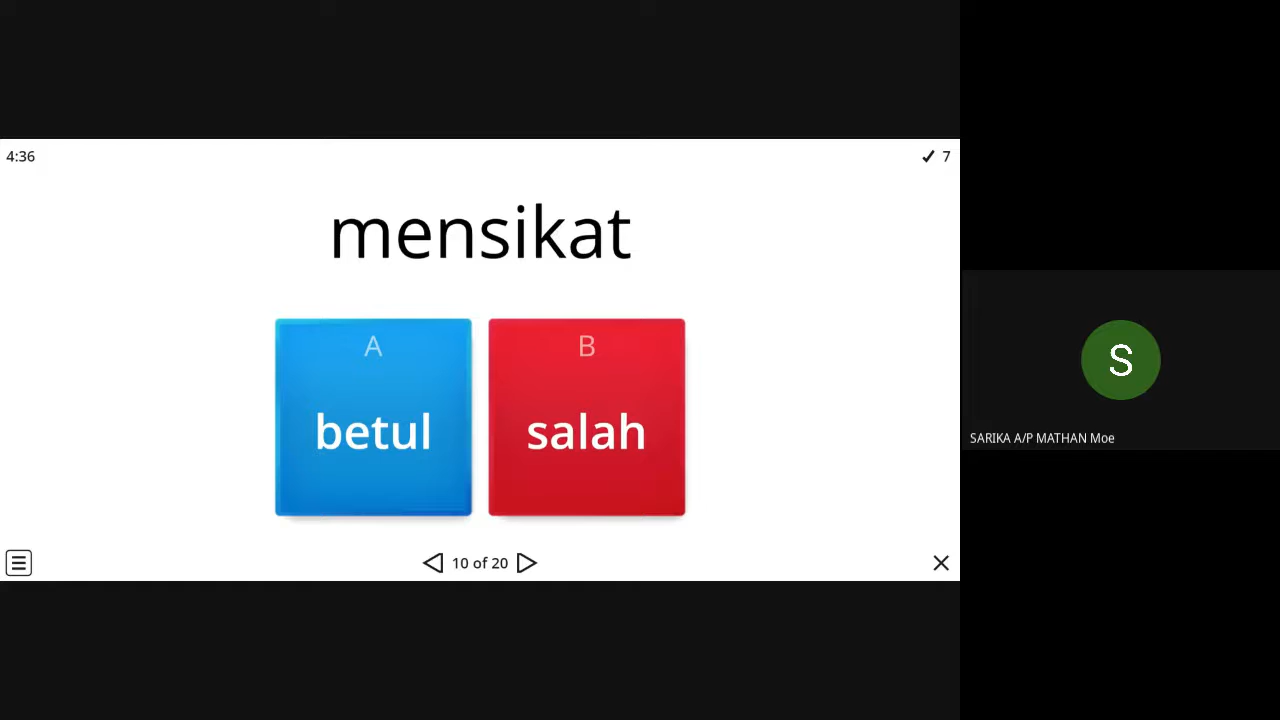 4:36
✓ 7
mensikat
A
betul
B
salah
10 of 20
S
SARIKA A/P MATHAN Moe